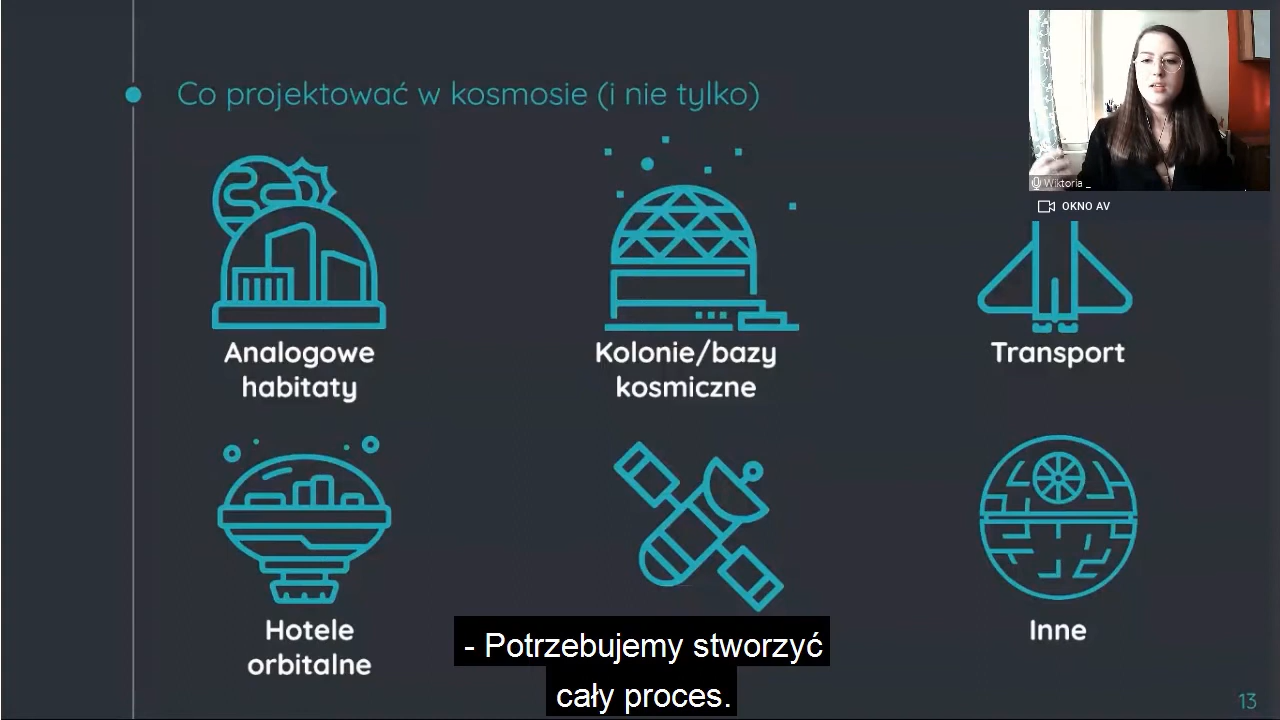 Co projektować w kosmosie (i nie tylko)
Wiktoria _
OKNO AV
Analogowe
habitaty
Kolonie/bazy
kosmiczne
Transport
Hotele
orbitalne
Inne
- Potrzebujemy stworzyć
cały proces.
13